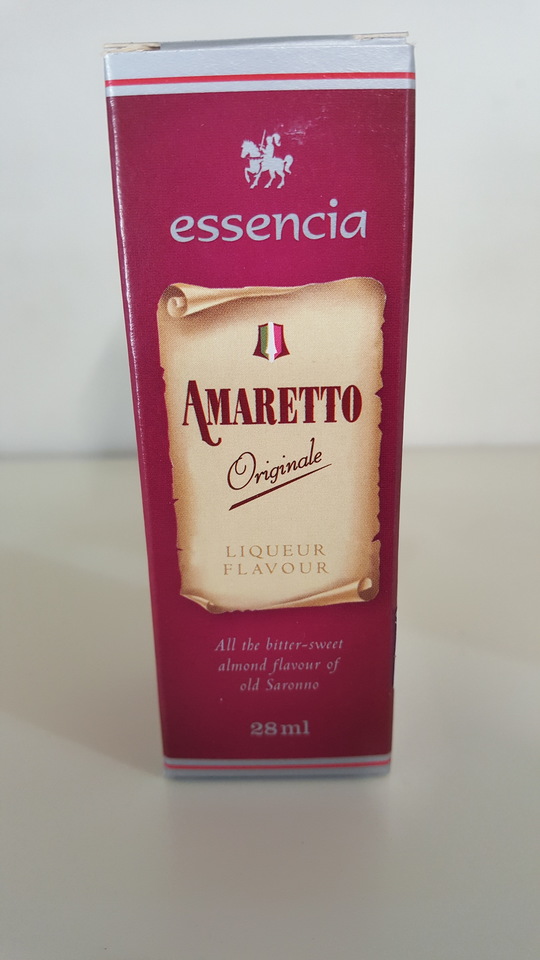 essencia
AMARETTO
Originale
LIQUEUR
FLAVOUR
All the bitter-sweet
almond flavour of
old Saronno
28ml